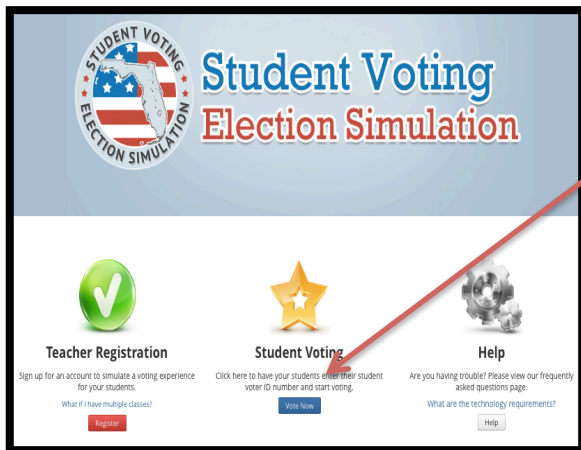 STUDENT VOTING
ELECTION SIMULATION
Student Voting
Election Simulation
Teacher Registration
Sign up for an account to simulate a voting experience
for your students.
What if I have multiple classes?
Register
Student Voting
Click here to have your students enter their student
voter ID number and start voting.
Vote Now
Help
Are you having trouble? Please view our frequently
asked questions page.
What are the technology requirements?
Help